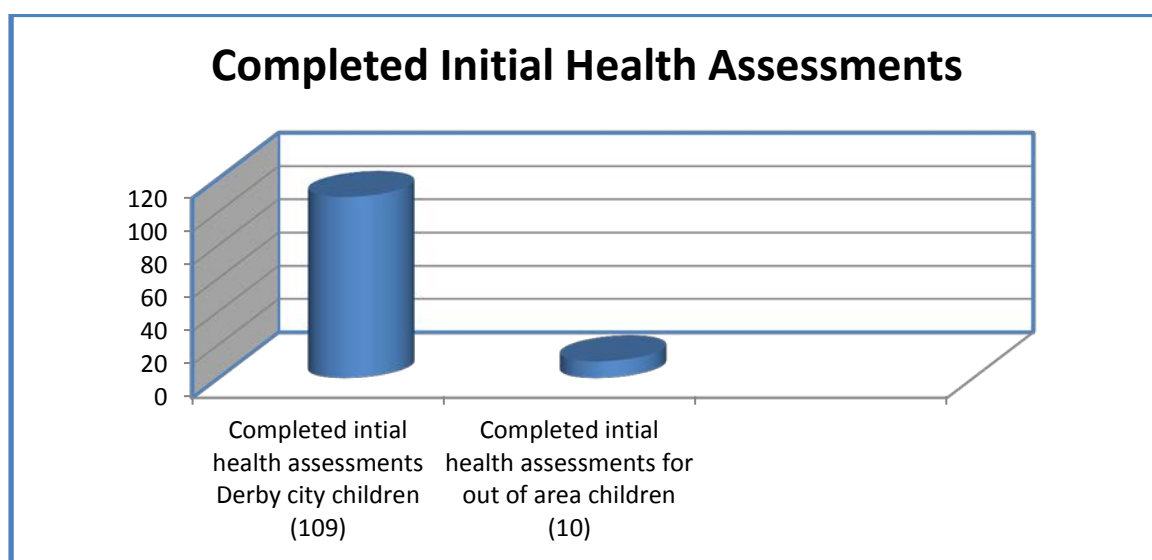 Completed Initial Health Assessments
120
100
80
60
40
20
0
Completed intial
health assessments
Derby city children
(109)
Completed intial
health assessments for
out of area children
(10)